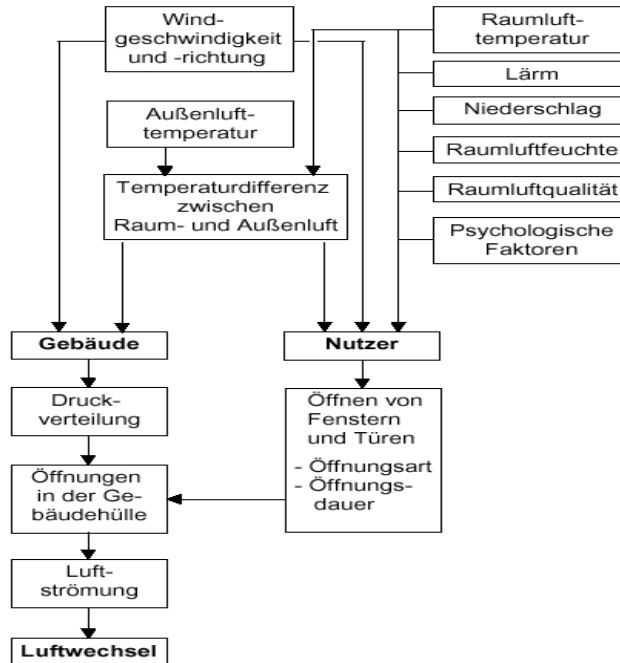 Wind-
geschwindigkeit
und -richtung
Raumluft-
temperatur
Lärm
Niederschlag
Raumluftfeuchte
Raumluftqualität
Psychologische
Faktoren
Außenluft-
temperatur
Temperaturdifferenz
zwischen
Raum- und Außenluft
Gebäude
Nutzer
Druck-
verteilung
Öffnungen
in der Ge-
bäudehülle
Luft-
strömung
Luftwechsel
Öffnen von
Fenstern
und Türen
- Öffnungsart
- Öffnungs-
dauer